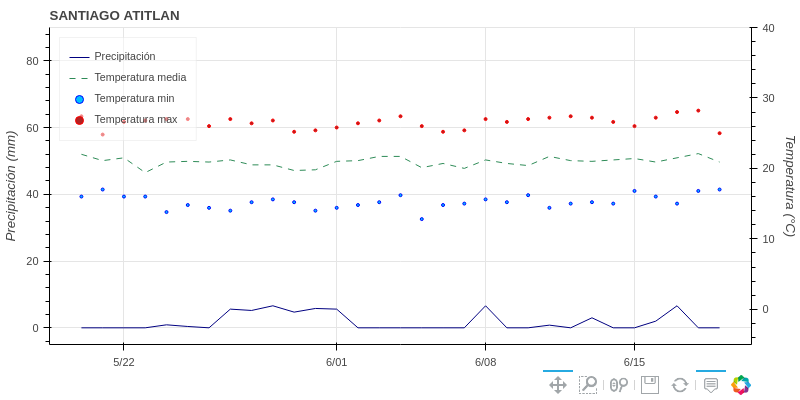 SANTIAGO ATITLAN
Precipitación
Temperatura media
Temperatura min
Temperatura max
Precipitación (mm)
80
60
40
20
0
Temperatura (°C)
40
30
20
10
0
5/22
6/01
6/08
6/15